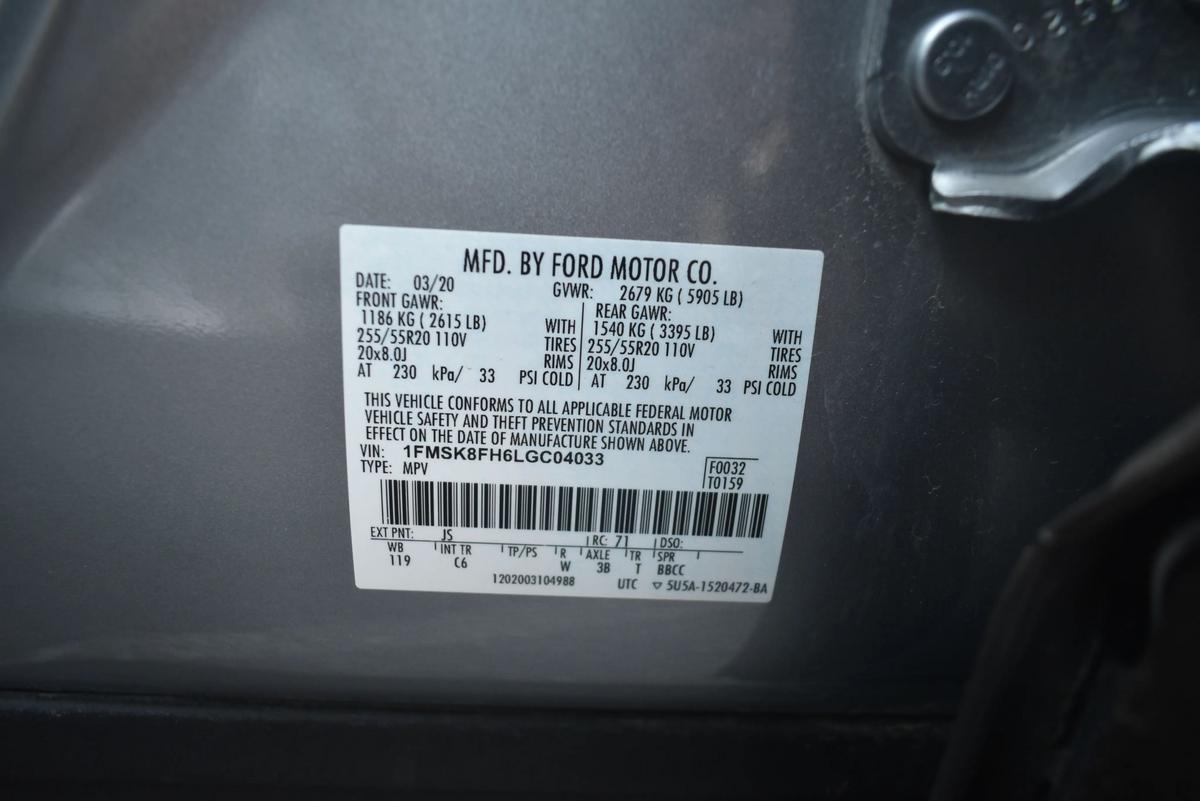 MFD. BY FORD MOTOR CO.
DATE: 03/20 GVWR: 2679 KG ( 5905 LB)
FRONT GAWR: REAR GAWR:
1186 KG ( 2615 LB) WITH 1540 KG ( 3395 LB) WITH
255/55R20 110V TIRES 255/55R20 110V TIRES
20x8.0J RIMS 20x8.0J RIMS
AT 230 kPa/ 33 PSI COLD AT 230 kPa/ 33 PSI COLD
THIS VEHICLE CONFORMS TO ALL APPLICABLE FEDERAL MOTOR
VEHICLE SAFETY AND THEFT PREVENTION STANDARDS IN
EFFECT ON THE DATE OF MANUFACTURE SHOWN ABOVE.
VIN: 1FMSK8FH6LGC04033
TYPE: MPV F0032
T0159
EXT PNT: JS RC: 71 DSO:
WB INT TR TP/PS R AXLE TR SPR
119 C6 W 3B T BBCC
1202003104988 UTC ▽ 5U5A-1520472-BA